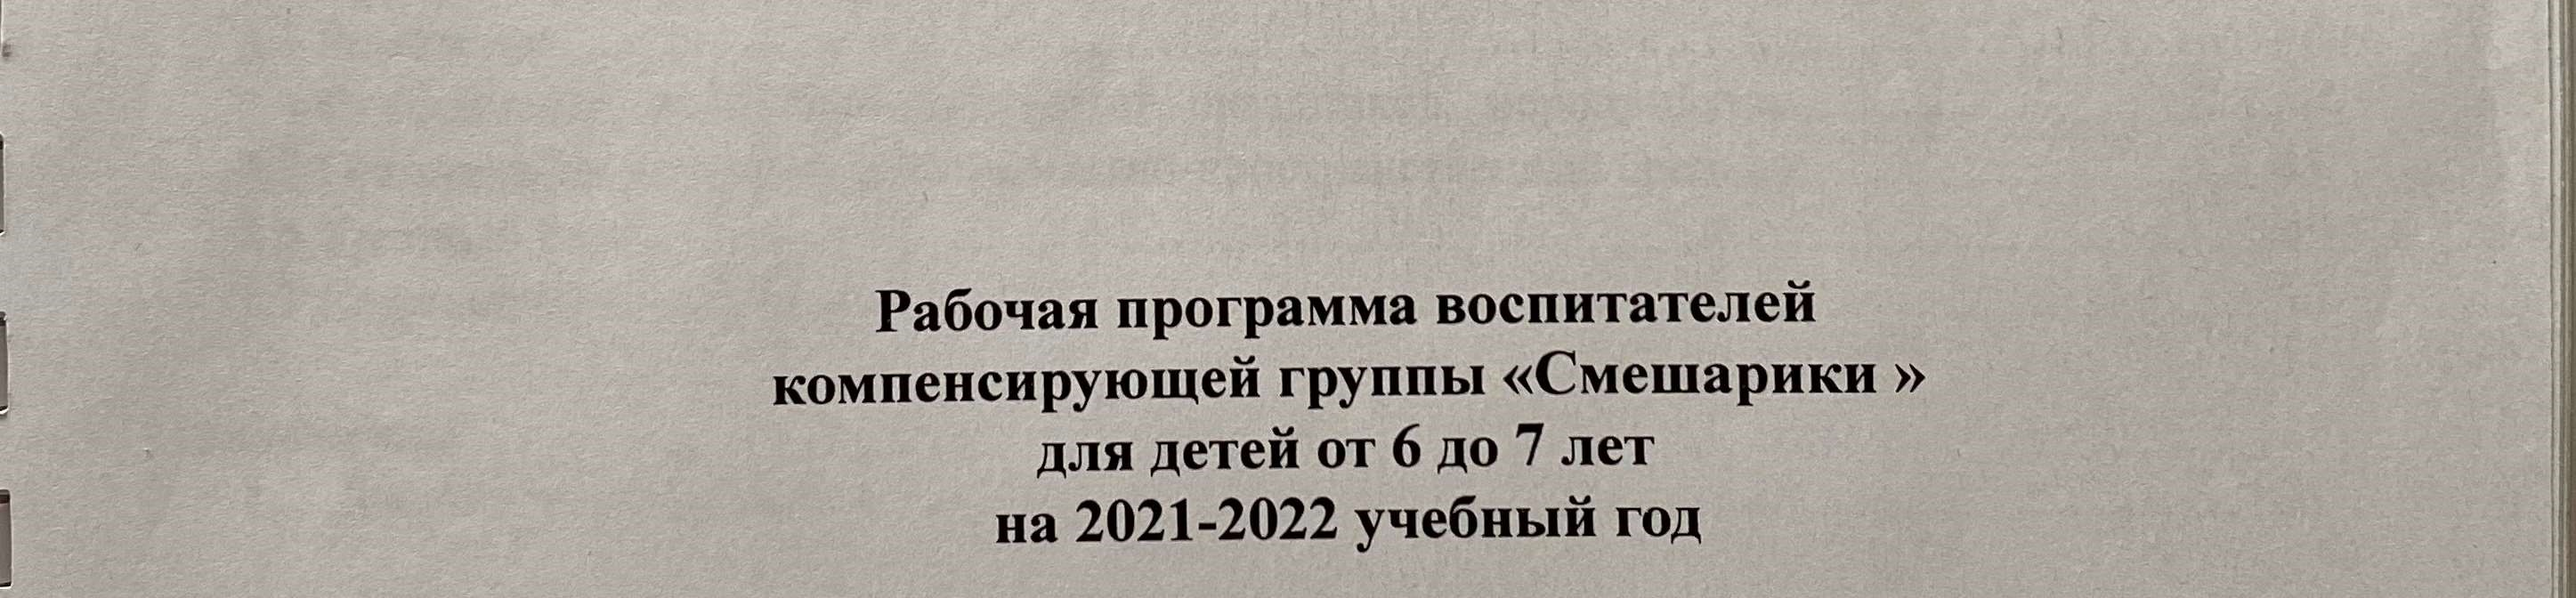 Рабочая программа воспитателей
компенсирующей группы «Смешарики »
для детей от 6 до 7 лет
на 2021-2022 учебный год